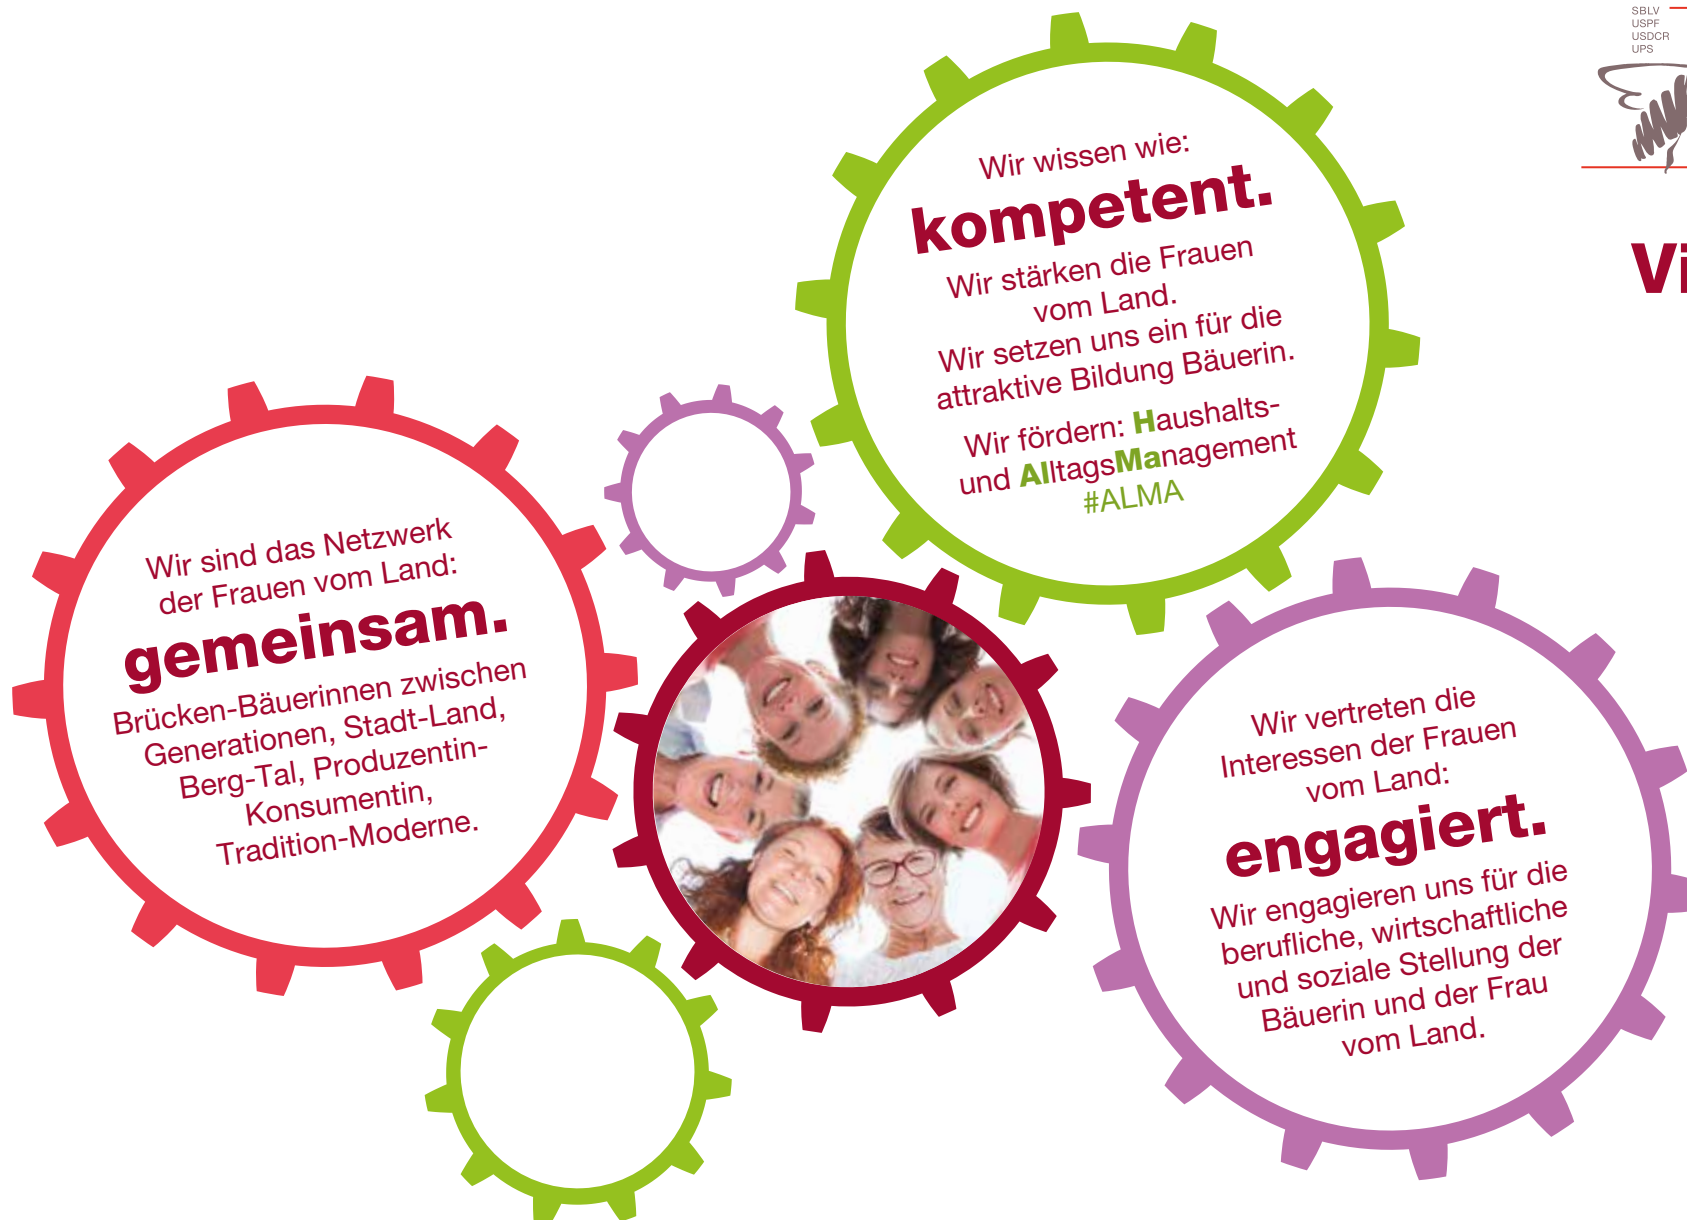 SBLV
USPF
USDCR
UPS
Wir wissen wie:
kompetent.
Wir stärken die Frauen
vom Land.
Wir setzen uns ein für die
attraktive Bildung Bäuerin.
Wir fördern: Haushalts-
und AlltagsManagement
#ALMA
Wir sind das Netzwerk
der Frauen vom Land:
gemeinsam.
Brücken-Bäuerinnen zwischen
Generationen, Stadt-Land,
Berg-Tal, Produzentin-
Konsumentin,
Tradition-Moderne.
Wir vertreten die
Interessen der Frauen
vom Land:
engagiert.
Wir engagieren uns für die
berufliche, wirtschaftliche
und soziale Stellung der
Bäuerin und der Frau
vom Land.